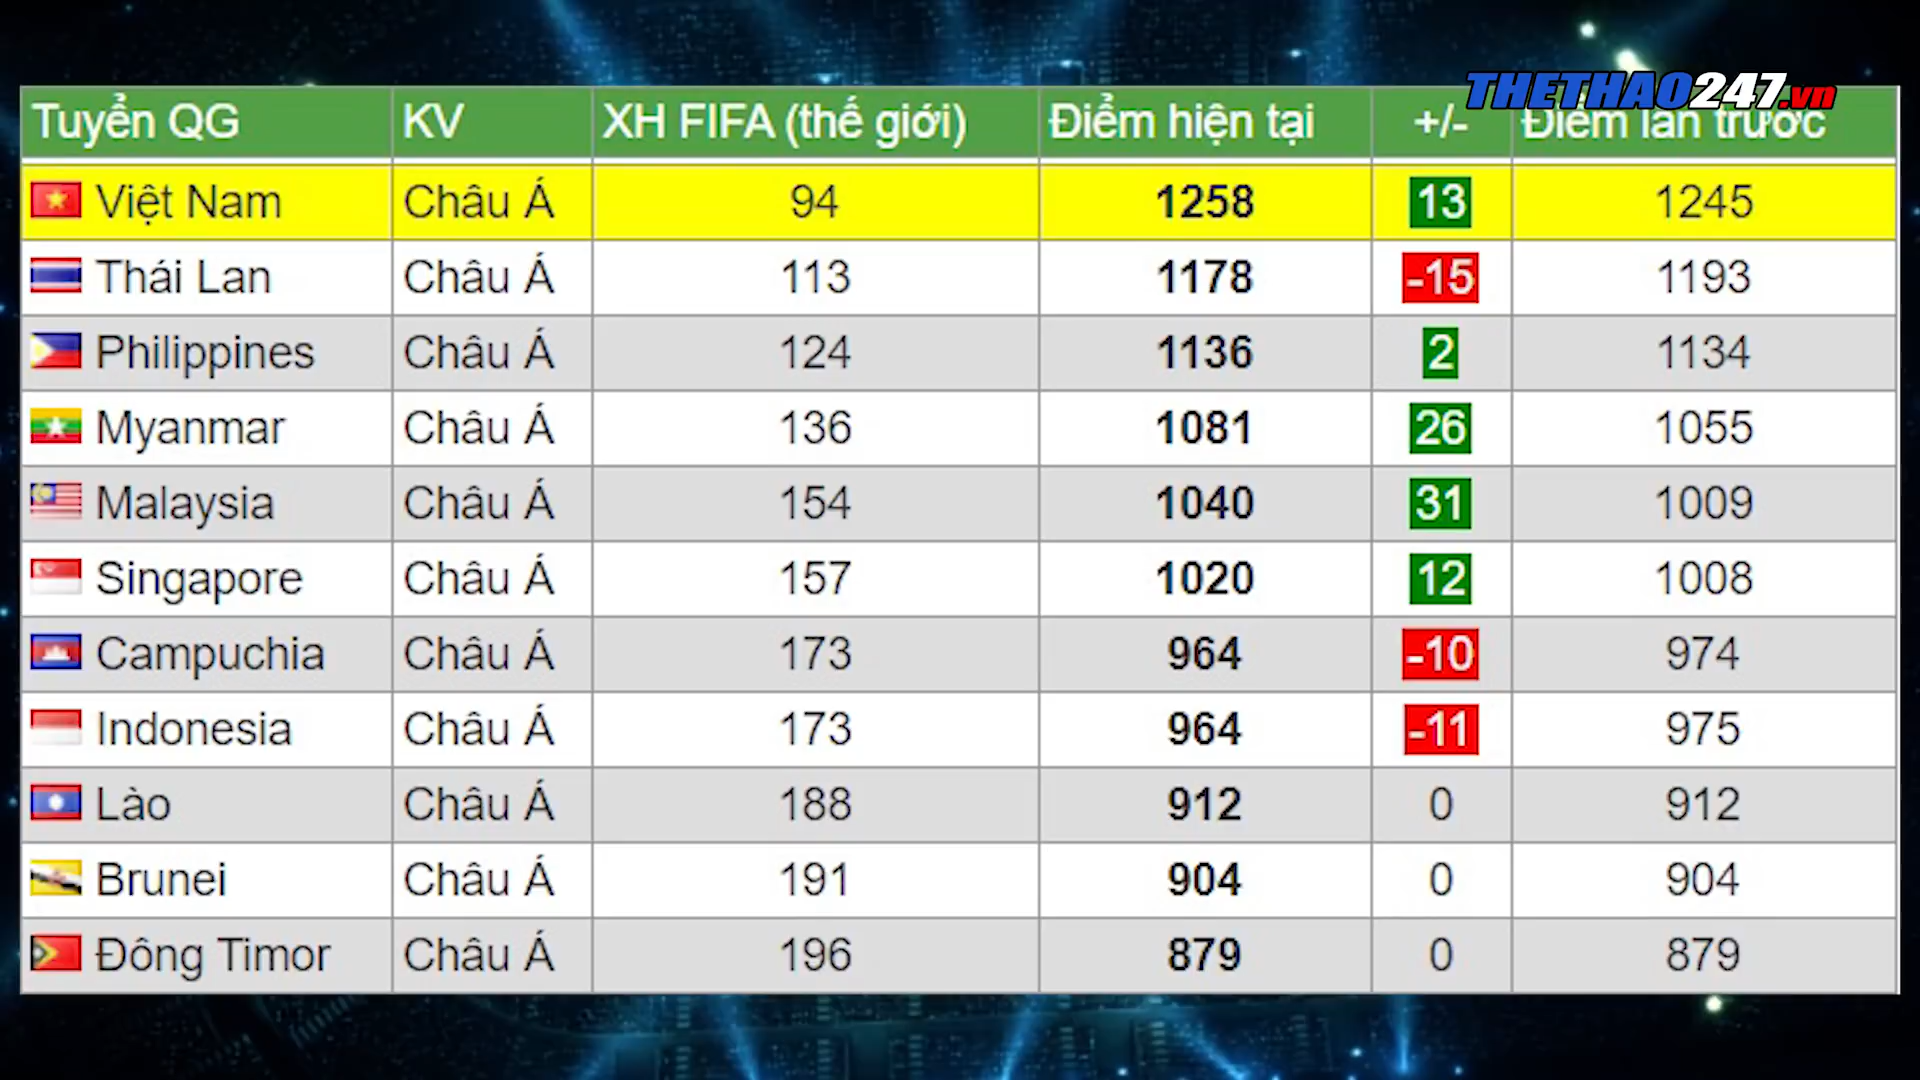 THETHAO247.vn
Tuyển QG KV XH FIFA (thế giới) Điểm hiện tại +/- Điểm lần trước
Việt Nam Châu Á 94 1258 13 1245
Thái Lan Châu Á 113 1178 -15 1193
Philippines Châu Á 124 1136 2 1134
Myanmar Châu Á 136 1081 26 1055
Malaysia Châu Á 154 1040 31 1009
Singapore Châu Á 157 1020 12 1008
Campuchia Châu Á 173 964 -10 974
Indonesia Châu Á 173 964 -11 975
Lào Châu Á 188 912 0 912
Brunei Châu Á 191 904 0 904
Đông Timor Châu Á 196 879 0 879